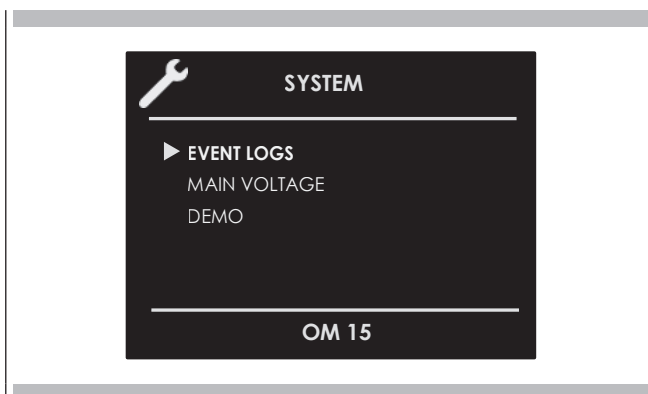 SYSTEM
EVENT LOGS
MAIN VOLTAGE
DEMO
OM 15